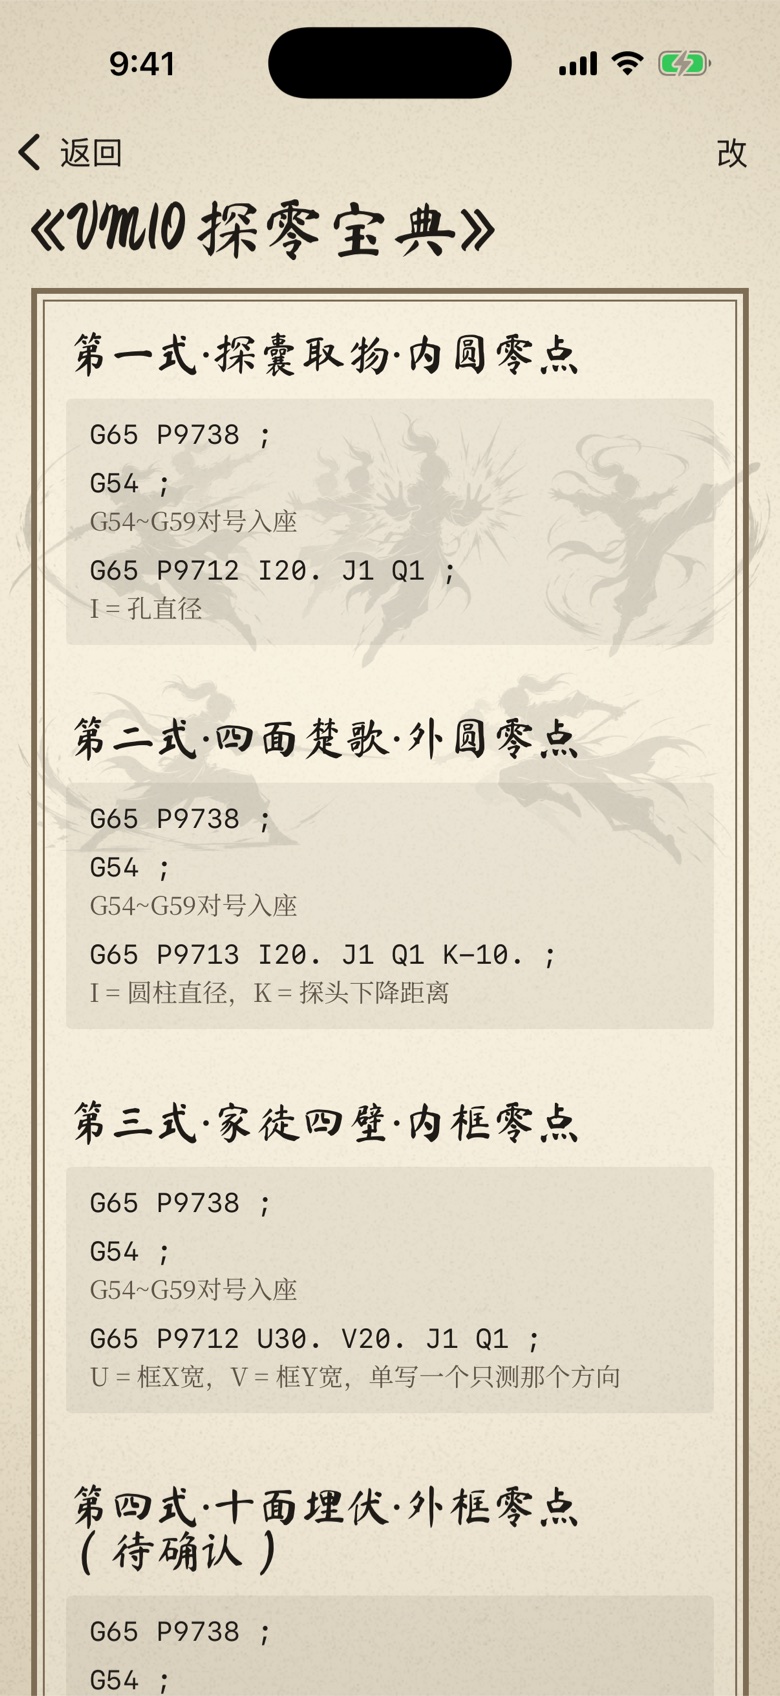 9:41
返回
改
《VM10 探零宝典》
第一式·探囊取物·内圆零点
G65 P9738 ;
G54 ;
G54~G59对号入座
G65 P9712 I20. J1 Q1 ;
I = 孔直径
第二式·四面楚歌·外圆零点
G65 P9738 ;
G54 ;
G54~G59对号入座
G65 P9713 I20. J1 Q1 K-10. ;
I = 圆柱直径，K = 探头下降距离
第三式·家徒四壁·内框零点
G65 P9738 ;
G54 ;
G54~G59对号入座
G65 P9712 U30. V20. J1 Q1 ;
U = 框X宽，V = 框Y宽，单写一个只测那个方向
第四式·十面埋伏·外框零点
（待确认）
G65 P9738 ;
G54 ;